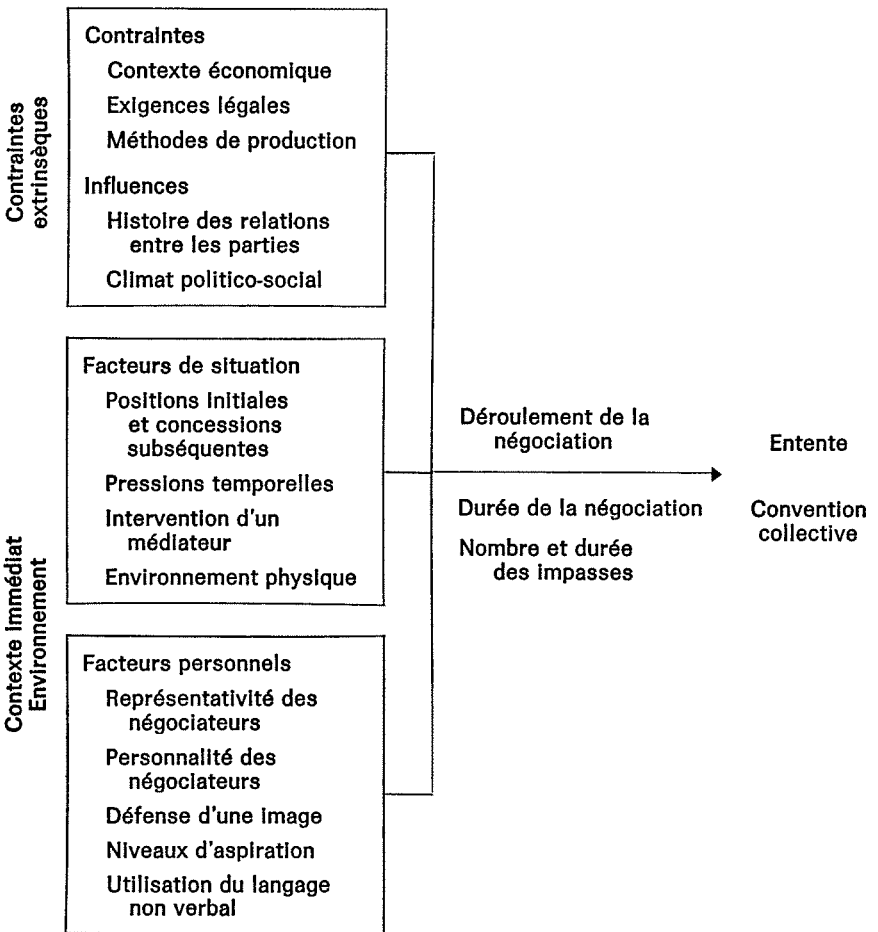 Contraintes
extrinsèques
Contraintes
Contexte économique
Exigences légales
Méthodes de production
Influences
Histoire des relations
entre les parties
Climat politico-social
Contexte immédiat
Environnement
Facteurs de situation
Positions initiales
et concessions
subséquentes
Pressions temporelles
Intervention d'un
médiateur
Environnement physique
Facteurs personnels
Représentativité des
négociateurs
Personnalité des
négociateurs
Défense d'une image
Niveaux d'aspiration
Utilisation du langage
non verbal
Déroulement de la
négociation
Durée de la négociation
Nombre et durée
des impasses
Entente
Convention
collective